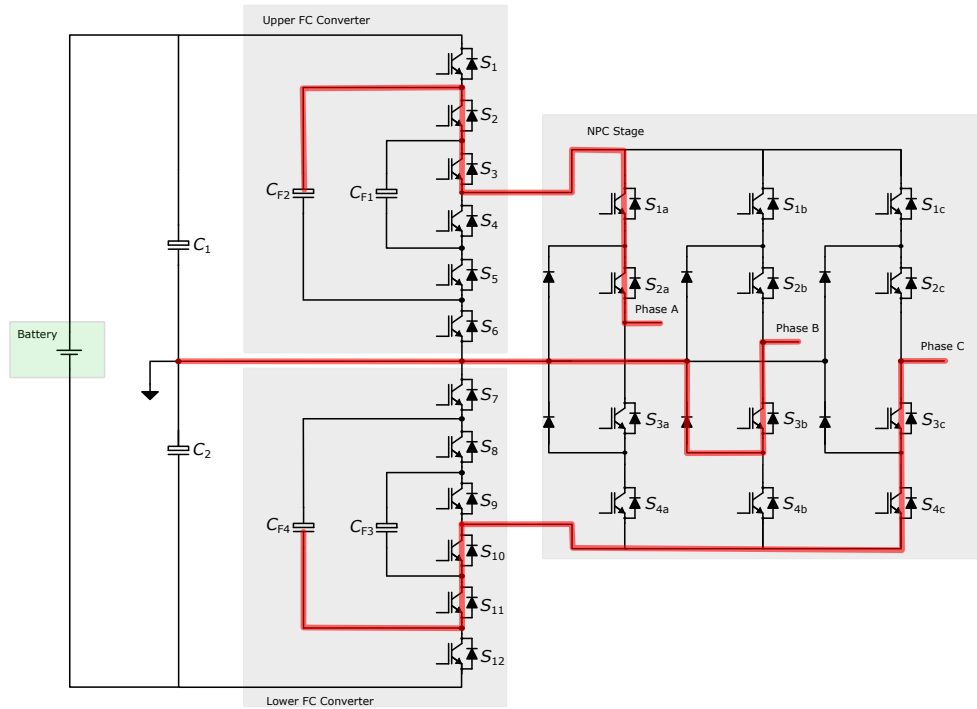 Upper FC Converter
S1
S2
S3
CF2
CF1
S4
C1
S5
S6
NPC Stage
S1a
S1b
S1c
S2a
S2b
S2c
Phase A
Phase B
Phase C
Battery
S7
S3a
S3b
S3c
C2
S8
S9
S4a
S4b
S4c
CF4
CF3
S10
S11
S12
Lower FC Converter